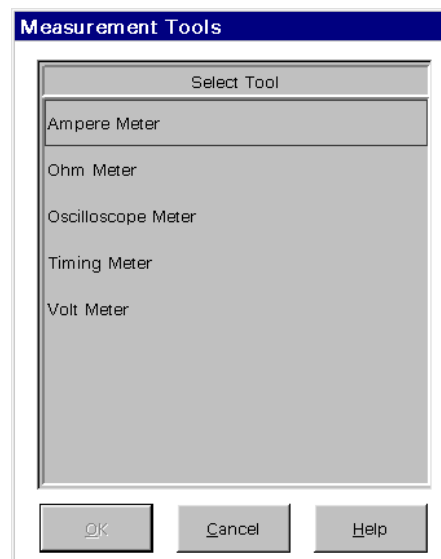 Measurement Tools
Select Tool
Ampere Meter
Ohm Meter
Oscilloscope Meter
Timing Meter
Volt Meter
OK Cancel Help